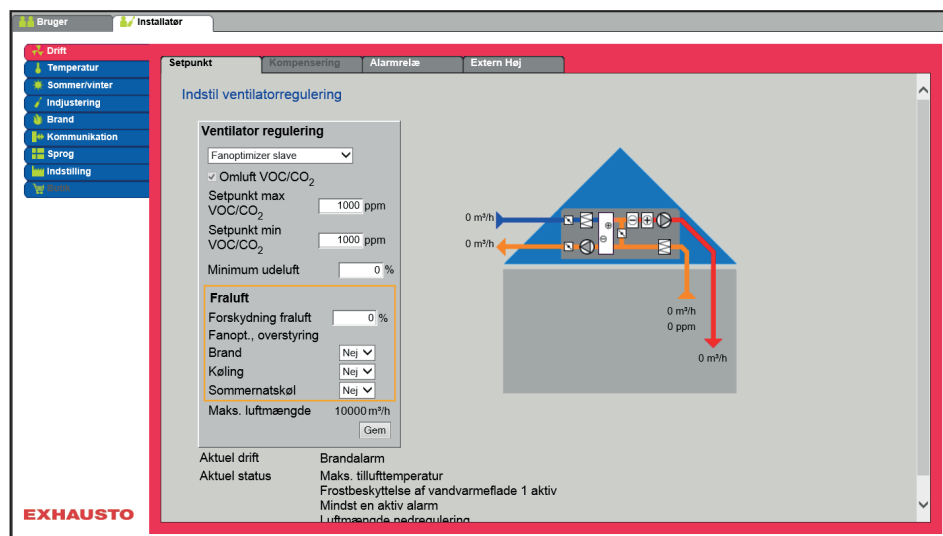 Bruger
Installatør
Drift
Temperatur
Sommer/vinter
Indjustering
Brand
Kommunikation
Sprog
Indstilling
Butik
EXHAUSTO
Setpunkt
Kompensering
Alarmrelæ
Extern Høj
Indstil ventilatorregulering
Ventilator regulering
Fanoptimizer slave
Omluft VOC/CO2
Setpunkt max
VOC/CO2 1000 ppm
Setpunkt min
VOC/CO2 1000 ppm
Minimum udeluft 0 %
Fraluft
Forskydning fraluft 0 %
Fanopt., overstyring
Brand Nej
Køling Nej
Sommernatskøl Nej
Maks. luftmængde 10000 m³/h
Gem
0 m³/h
0 m³/h
0 m³/h
0 ppm
0 m³/h
Aktuel drift Brandalarm
Aktuel status Maks. tillufttemperatur
Frostbeskyttelse af vandvarmeflade 1 aktiv
Mindst en aktiv alarm
Luftmængde nedregulering